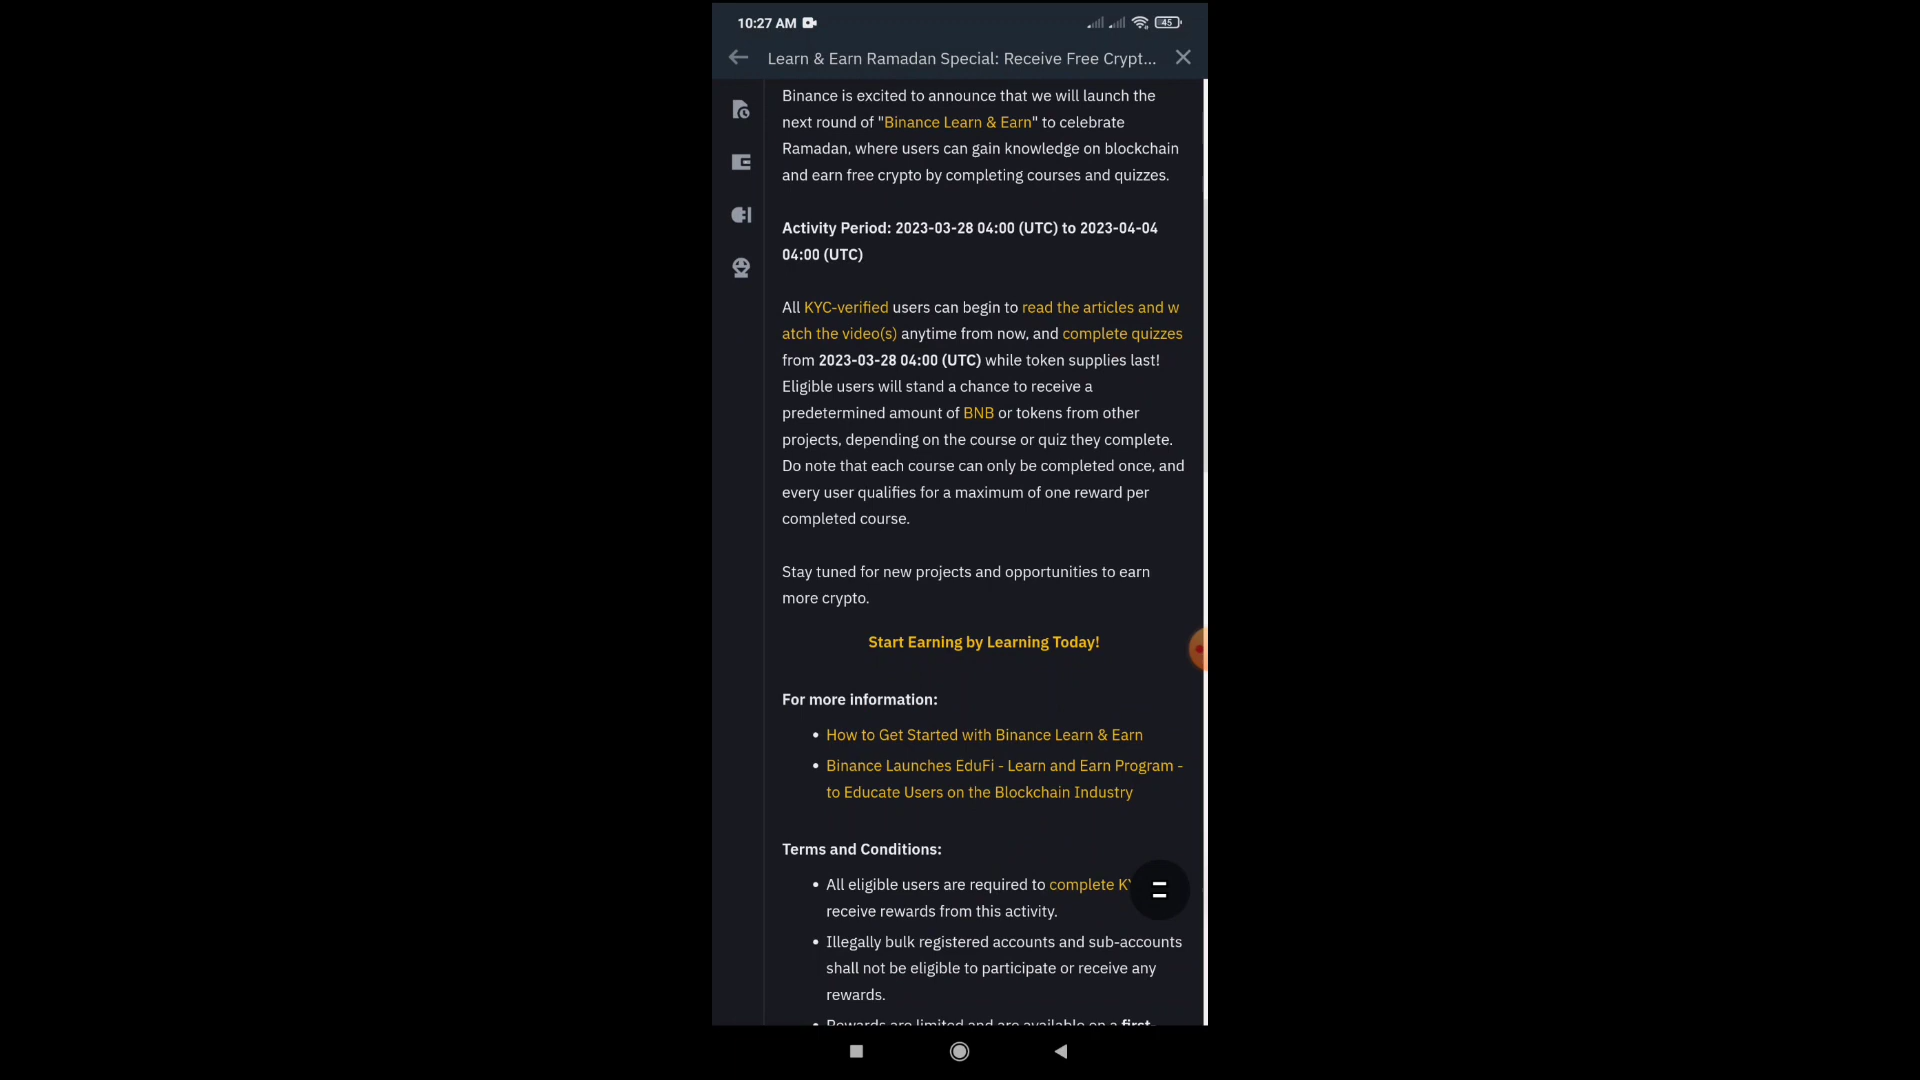 10:27 AM
45
Learn & Earn Ramadan Special: Receive Free Crypt...
Binance is excited to announce that we will launch the
next round of "Binance Learn & Earn" to celebrate
Ramadan, where users can gain knowledge on blockchain
and earn free crypto by completing courses and quizzes.
Activity Period: 2023-03-28 04:00 (UTC) to 2023-04-04
04:00 (UTC)
All KYC-verified users can begin to read the articles and w
atch the video(s) anytime from now, and complete quizzes
from 2023-03-28 04:00 (UTC) while token supplies last!
Eligible users will stand a chance to receive a
predetermined amount of BNB or tokens from other
projects, depending on the course or quiz they complete.
Do note that each course can only be completed once, and
every user qualifies for a maximum of one reward per
completed course.
Stay tuned for new projects and opportunities to earn
more crypto.
Start Earning by Learning Today!
For more information:
• How to Get Started with Binance Learn & Earn
• Binance Launches EduFi - Learn and Earn Program -
to Educate Users on the Blockchain Industry
Terms and Conditions:
• All eligible users are required to complete
receive rewards from this activity.
• Illegally bulk registered accounts and sub-accounts
shall not be eligible to participate or receive any
rewards.
• Rewards are limited and are available on a first-